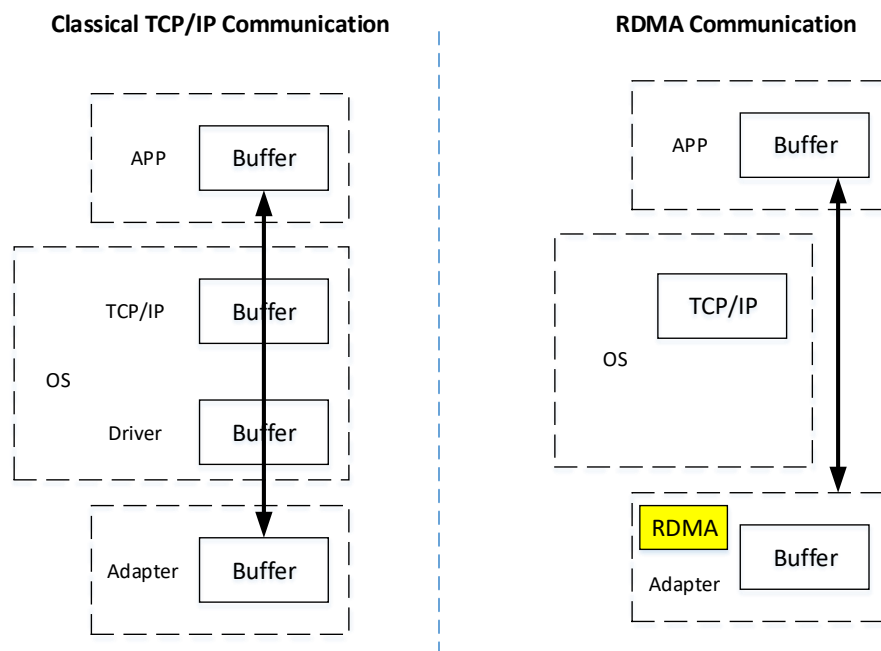 Classical TCP/IP Communication
APP
Buffer
TCP/IP
Buffer
OS
Driver
Buffer
Adapter
Buffer
RDMA Communication
APP
Buffer
TCP/IP
OS
RDMA
Buffer
Adapter